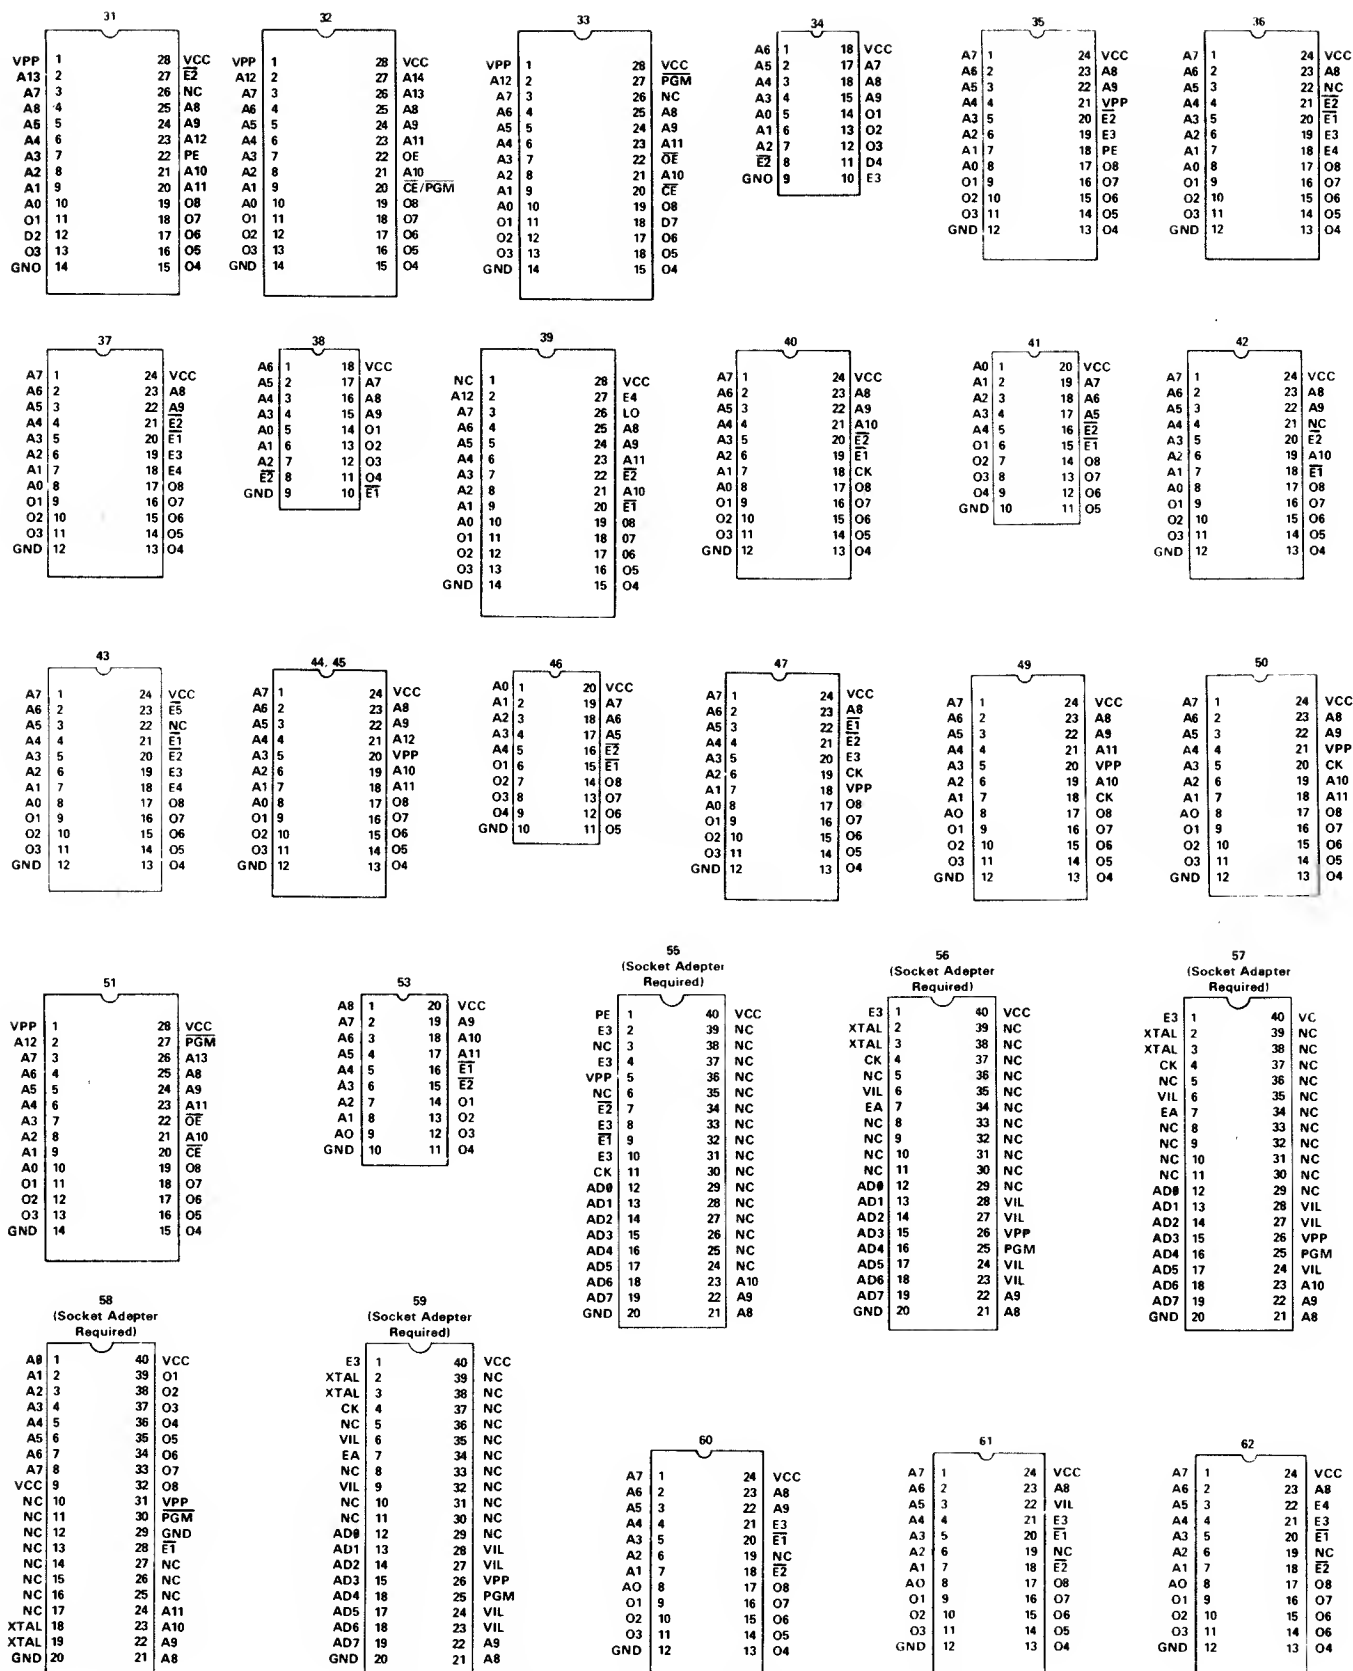 31
VPP 1 28 VCC
A13 2 27 E2
A7 3 26 NC
A8 4 25 A8
A5 5 24 A9
A4 6 23 A12
A3 7 22 PE
A2 8 21 A10
A1 9 20 A11
A0 10 19 O8
O1 11 18 O7
D2 12 17 O6
O3 13 16 O5
GNO 14 15 O4
32
VPP 1 28 VCC
A12 2 27 A14
A7 3 26 A13
A6 4 25 A8
A5 5 24 A9
A4 6 23 A11
A3 7 22 OE
A2 8 21 A10
A1 9 20 CE/PGM
A0 10 19 O8
O1 11 18 O7
O2 12 17 O6
O3 13 16 O5
GND 14 15 O4
33
VPP 1 28 VCC
A12 2 27 PGM
A7 3 26 NC
A6 4 25 A8
A5 5 24 A9
A4 6 23 A11
A3 7 22 OE
A2 8 21 A10
A1 9 20 CE
A0 10 19 O8
O1 11 18 D7
O2 12 17 O6
O3 13 18 O5
GND 14 15 O4
34
A6 1 18 VCC
A5 2 17 A7
A4 3 18 A8
A3 4 15 A9
A0 5 14 O1
A1 6 13 O2
A2 7 12 O3
E2 8 11 D4
GNO 9 10 E3
35
A7 1 24 VCC
A6 2 23 A8
A5 3 22 A9
A4 4 21 VPP
A3 5 20 E2
A2 6 19 E3
A1 7 18 PE
A0 8 17 O8
O1 9 16 O7
O2 10 15 O6
O3 11 14 O5
GND 12 13 O4
36
A7 1 24 VCC
A6 2 23 A8
A5 3 22 NC
A4 4 21 E2
A3 5 20 E1
A2 6 19 E3
A1 7 18 E4
A0 8 17 O8
O1 9 16 O7
O2 10 15 O6
O3 11 14 O5
GND 12 13 O4
37
A7 1 24 VCC
A6 2 23 A8
A5 3 22 A9
A4 4 21 E2
A3 5 20 E1
A2 6 19 E3
A1 7 18 E4
A0 8 17 O8
O1 9 16 O7
O2 10 15 O6
O3 11 14 O5
GND 12 13 O4
38
A6 1 18 VCC
A5 2 17 A7
A4 3 16 A8
A3 4 15 A9
A0 5 14 O1
A1 6 13 O2
A2 7 12 O3
E2 8 11 O4
GND 9 10 E1
39
NC 1 28 VCC
A12 2 27 E4
A7 3 26 LO
A6 4 25 A8
A5 5 24 A9
A4 6 23 A11
A3 7 22 E2
A2 8 21 A10
A1 9 20 E1
A0 10 19 08
O1 11 18 07
O2 12 17 06
O3 13 16 O5
GND 14 15 O4
40
A7 1 24 VCC
A6 2 23 A8
A5 3 22 A9
A4 4 21 A10
A3 5 20 E2
A2 6 19 E1
A1 7 18 CK
A0 8 17 O8
O1 9 16 O7
O2 10 15 O6
O3 11 14 O5
GND 12 13 O4
41
A0 1 20 VCC
A1 2 19 A7
A2 3 18 A6
A3 4 17 A5
A4 5 16 E2
O1 6 15 E1
O2 7 14 O8
O3 8 13 O7
O4 9 12 O6
GND 10 11 O5
42
A7 1 24 VCC
A6 2 23 A8
A5 3 22 A9
A4 4 21 NC
A3 5 20 E2
A2 6 19 A10
A1 7 18 E1
A0 8 17 O8
O1 9 16 O7
O2 10 15 O6
O3 11 14 O5
GND 12 13 O4
43
A7 1 24 VCC
A6 2 23 E5
A5 3 22 NC
A4 4 21 E1
A3 5 20 E2
A2 6 19 E3
A1 7 18 E4
A0 8 17 O8
O1 9 16 O7
O2 10 15 O6
O3 11 14 O5
GND 12 13 O4
44, 45
A7 1 24 VCC
A6 2 23 A8
A5 3 22 A9
A4 4 21 A12
A3 5 20 VPP
A2 6 19 A10
A1 7 18 A11
A0 8 17 O8
O1 9 16 O7
O2 10 15 O6
O3 11 14 O5
GND 12 13 O4
46
A0 1 20 VCC
A1 2 19 A7
A2 3 18 A6
A3 4 17 A5
A4 5 16 E2
O1 6 15 E1
O2 7 14 O8
O3 8 13 O7
O4 9 12 O6
GND 10 11 O5
47
A7 1 24 VCC
A6 2 23 A8
A5 3 22 E1
A4 4 21 E2
A3 5 20 E3
A2 6 19 CK
A1 7 18 VPP
A0 8 17 O8
O1 9 16 O7
O2 10 15 O6
O3 11 14 O5
GND 12 13 O4
49
A7 1 24 VCC
A6 2 23 A8
A5 3 22 A9
A4 4 21 A11
A3 5 20 VPP
A2 6 19 A10
A1 7 18 CK
AO 8 17 O8
O1 9 16 O7
O2 10 15 O6
O3 11 14 O5
GND 12 13 O4
50
A7 1 24 VCC
A6 2 23 A8
A5 3 22 A9
A4 4 21 VPP
A3 5 20 CK
A2 6 19 A10
A1 7 18 A11
AO 8 17 O8
O1 9 16 O7
O2 10 15 O6
O3 11 14 O5
GND 12 13 O4
51
VPP 1 28 VCC
A12 2 27 PGM
A7 3 26 A13
A6 4 25 A8
A5 5 24 A9
A4 6 23 A11
A3 7 22 OE
A2 8 21 A10
A1 9 20 CE
A0 10 19 O8
O1 11 18 O7
O2 12 17 O6
O3 13 16 O5
GND 14 15 O4
53
A8 1 20 VCC
A7 2 19 A9
A6 3 18 A10
A5 4 17 A11
A4 5 16 E1
A3 6 15 E2
A2 7 14 O1
A1 8 13 O2
AO 9 12 O3
GND 10 11 O4
55
(Socket Adepter
Required)
PE 1 40 VCC
E3 2 39 NC
NC 3 38 NC
E3 4 37 NC
VPP 5 36 NC
NC 6 35 NC
E2 7 34 NC
E3 8 33 NC
E1 9 32 NC
E3 10 31 NC
CK 11 30 NC
AD0 12 29 NC
AD1 13 28 NC
AD2 14 27 NC
AD3 15 26 NC
AD4 16 25 NC
AD5 17 24 NC
AD6 18 23 A10
AD7 19 22 A9
GND 20 21 A8
56
(Socket Adepter
Required)
E3 1 40 VCC
XTAL 2 39 NC
XTAL 3 38 NC
CK 4 37 NC
NC 5 36 NC
VIL 6 35 NC
EA 7 34 NC
NC 8 33 NC
NC 9 32 NC
NC 10 31 NC
NC 11 30 NC
AD0 12 29 NC
AD1 13 28 VIL
AD2 14 27 VIL
AD3 15 26 VPP
AD4 16 25 PGM
AD5 17 24 VIL
AD6 18 23 VIL
AD7 19 22 A9
GND 20 21 A8
57
(Socket Adepter
Required)
E3 1 40 VC
XTAL 2 39 NC
XTAL 3 38 NC
CK 4 37 NC
NC 5 36 NC
VIL 6 35 NC
EA 7 34 NC
NC 8 33 NC
NC 9 32 NC
NC 10 31 NC
NC 11 30 NC
AD0 12 29 NC
AD1 13 28 VIL
AD2 14 27 VIL
AD3 15 26 VPP
AD4 16 25 PGM
AD5 17 24 VIL
AD6 18 23 A10
AD7 19 22 A9
GND 20 21 A8
58
(Socket Adepter
Required)
A0 1 40 VCC
A1 2 39 O1
A2 3 38 O2
A3 4 37 O3
A4 5 36 O4
A5 6 35 O5
A6 7 34 O6
A7 8 33 O7
VCC 9 32 O8
NC 10 31 VPP
NC 11 30 PGM
NC 12 29 GND
NC 13 28 E1
NC 14 27 NC
NC 15 26 NC
NC 16 25 NC
NC 17 24 A11
XTAL 18 23 A10
XTAL 19 22 A9
GND 20 21 A8
59
(Socket Adepter
Required)
E3 1 40 VCC
XTAL 2 39 NC
XTAL 3 38 NC
CK 4 37 NC
NC 5 36 NC
VIL 6 35 NC
EA 7 34 NC
NC 8 33 NC
VIL 9 32 NC
NC 10 31 NC
NC 11 30 NC
AD0 12 29 NC
AD1 13 28 VIL
AD2 14 27 VIL
AD3 15 26 VPP
AD4 18 25 PGM
AD5 17 24 VIL
AD6 18 23 VIL
AD7 19 22 A9
GND 20 21 A8
60
A7 1 24 VCC
A6 2 23 A8
A5 3 22 A9
A4 4 21 E3
A3 5 20 E1
A2 6 19 NC
A1 7 18 E2
AO 8 17 O8
O1 9 16 O7
O2 10 15 O6
O3 11 14 O5
GND 12 13 O4
61
A7 1 24 VCC
A6 2 23 A8
A5 3 22 VIL
A4 4 21 E3
A3 5 20 E1
A2 6 19 NC
A1 7 18 E2
AO 8 17 O8
O1 9 16 O7
O2 10 15 O6
O3 11 14 O5
GND 12 13 O4
62
A7 1 24 VCC
A6 2 23 A8
A5 3 22 E4
A4 4 21 E3
A3 5 20 E1
A2 6 19 NC
A1 7 18 E2
AO 8 17 O8
O1 9 16 O7
O2 10 15 O6
O3 11 14 O6
GND 12 13 O4